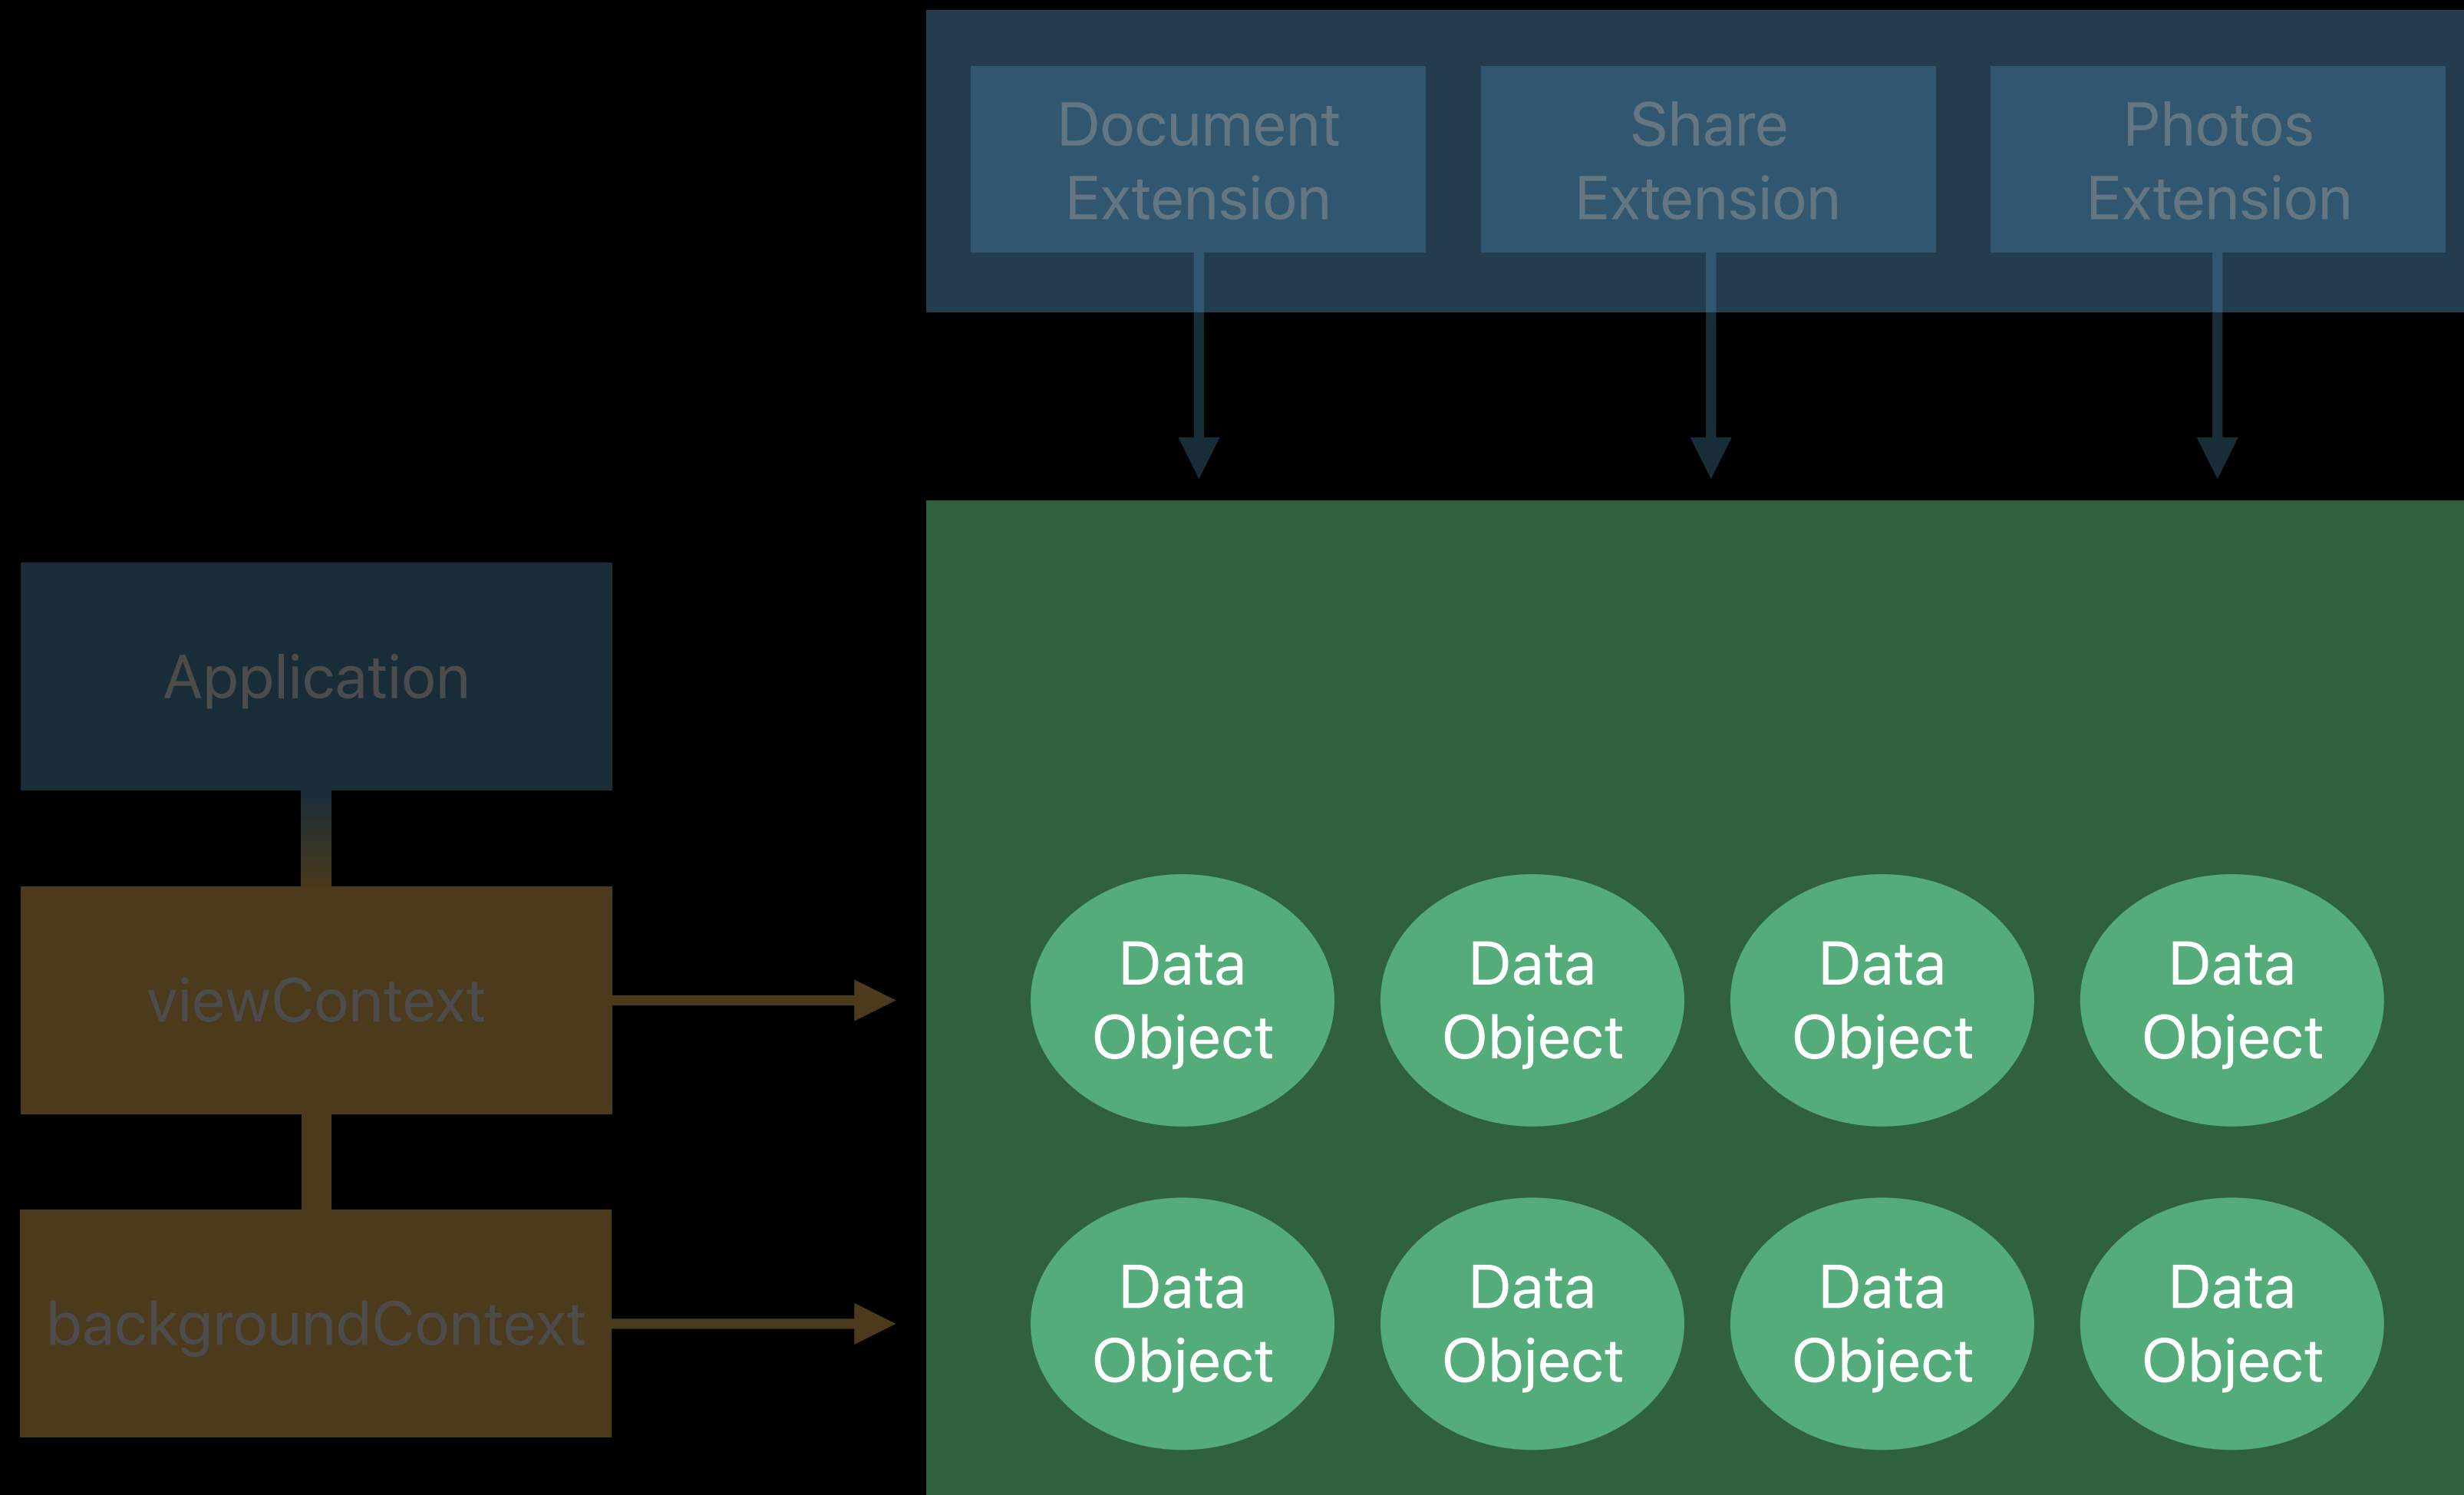 Document
Extension
Share
Extension
Photos
Extension
Application
viewContext
backgroundContext
Data
Object
Data
Object
Data
Object
Data
Object
Data
Object
Data
Object
Data
Object
Data
Object